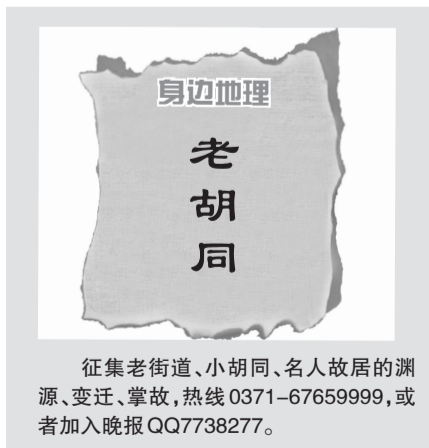 身边地理
老
胡
同
征集老街道、小胡同、名人故居的渊
源、变迁、掌故,热线0371-67659999,或
者加入晚报QQ7738277。